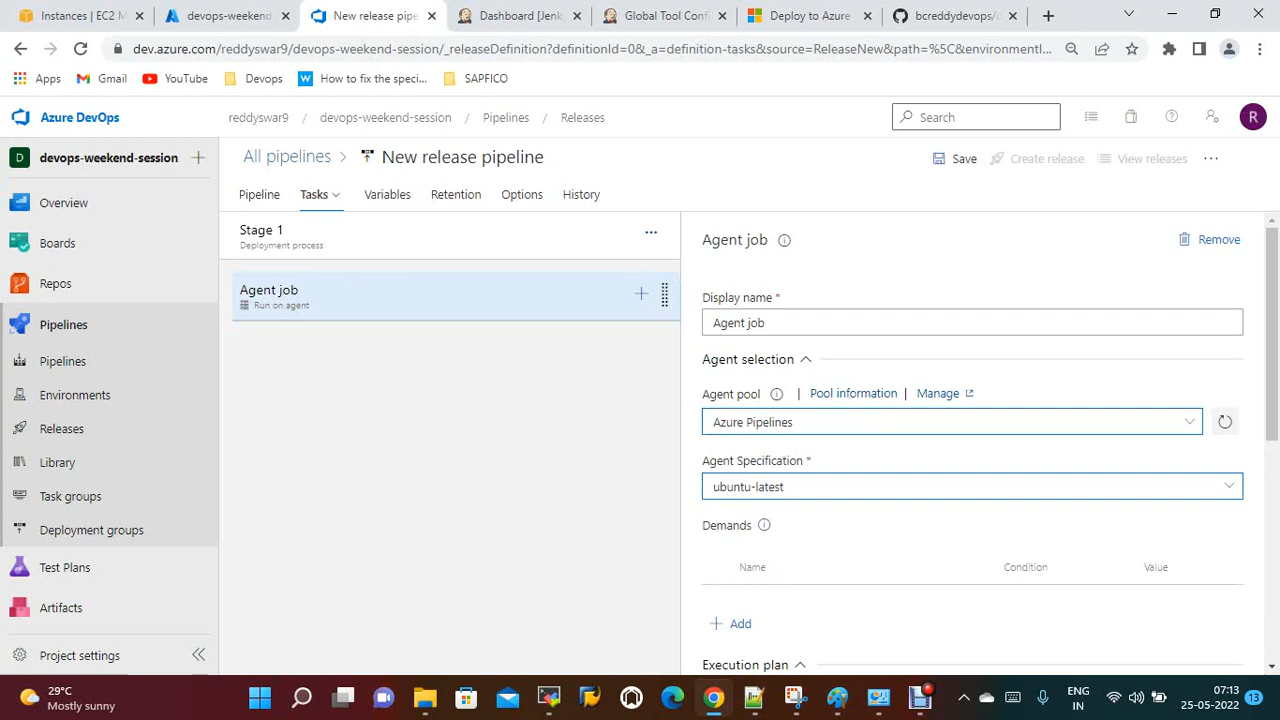 Instances | EC2 M
devops-weekend
New release pipe
Dashboard [Jenk
Global Tool Conf
Deploy to Azure
bcreddydevops/c
dev.azure.com/reddyswar9/devops-weekend-session/_releaseDefinition?definitionId=0&_a=definition-tasks&source=ReleaseNew&path=%5C&environmentI...
Apps
Gmail
YouTube
Devops
How to fix the speci...
SAPFICO
Azure DevOps
reddyswar9
devops-weekend-session
Pipelines
Releases
Search
R
D
devops-weekend-session
All pipelines
New release pipeline
Save
Create release
View releases
Overview
Boards
Repos
Pipelines
Pipelines
Environments
Releases
Library
Task groups
Deployment groups
Test Plans
Artifacts
Project settings
Pipeline
Tasks
Variables
Retention
Options
History
Stage 1
Deployment process
Agent job
Run on agent
Agent job
Remove
Display name *
Agent job
Agent selection
Agent pool
| Pool information | Manage
Azure Pipelines
Agent Specification *
ubuntu-latest
Demands
Name
Condition
Value
Add
Execution plan
29°C
Mostly sunny
ENG
IN
07:13
25-05-2022
13